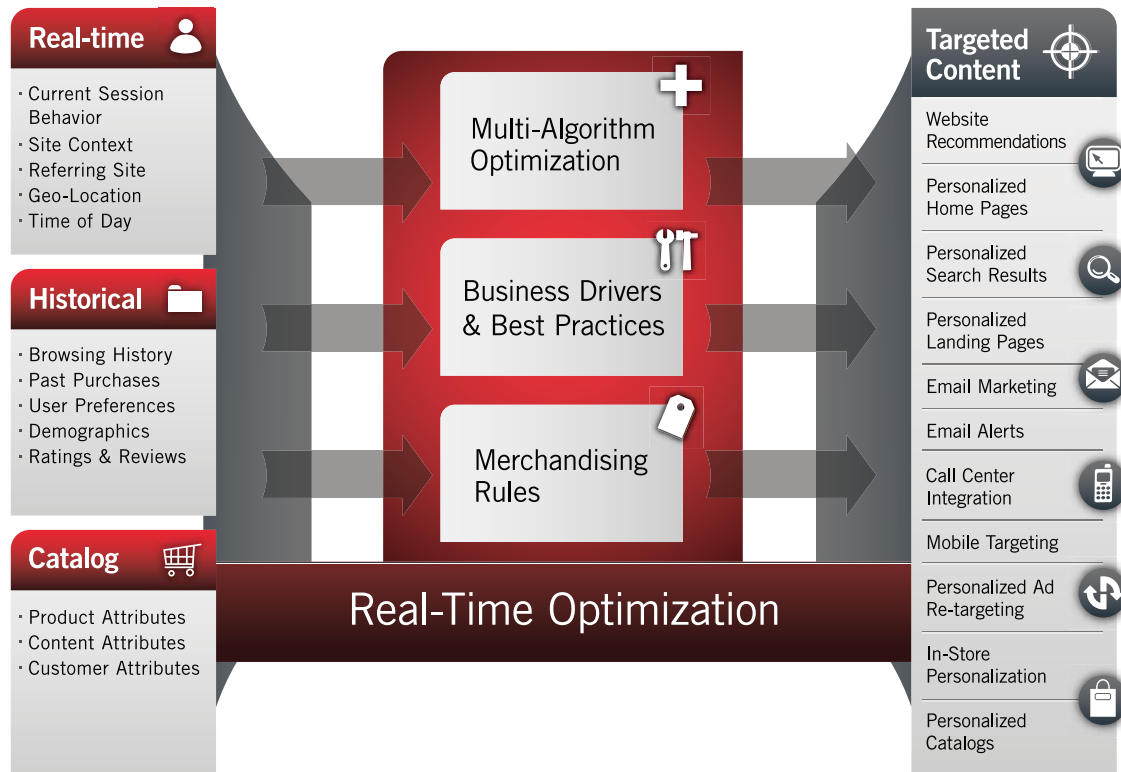 Real-time
· Current Session
Behavior
· Site Context
· Referring Site
· Geo-Location
· Time of Day
Historical
· Browsing History
· Past Purchases
· User Preferences
· Demographics
· Ratings & Reviews
Catalog
· Product Attributes
· Content Attributes
· Customer Attributes
Multi-Algorithm
Optimization
Business Drivers
& Best Practices
Merchandising
Rules
Real-Time Optimization
Targeted
Content
Website
Recommendations
Personalized
Home Pages
Personalized
Search Results
Personalized
Landing Pages
Email Marketing
Email Alerts
Call Center
Integration
Mobile Targeting
Personalized Ad
Re-targeting
In-Store
Personalization
Personalized
Catalogs